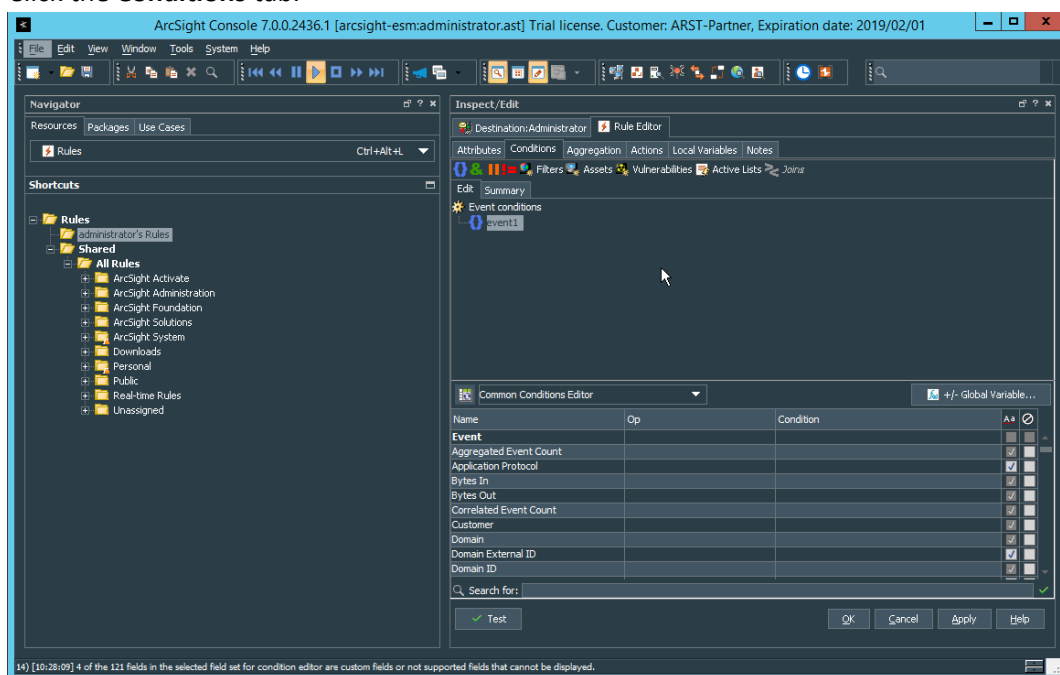 Click the Conditions tab.
ArcSight Console 7.0.0.2436.1 [arcsight-esm:administrator.ast] Trial license. Customer: ARST-Partner, Expiration date: 2019/02/01
File Edit View Window Tools System Help
Navigator
Resources Packages Use Cases
Rules Ctrl+Alt+L
Shortcuts
Rules
administrator's Rules
Shared
All Rules
ArcSight Activate
ArcSight Administration
ArcSight Foundation
ArcSight Solutions
ArcSight System
Downloads
Personal
Public
Real-time Rules
Unassigned
Inspect/Edit
Destination:Administrator Rule Editor
Attributes Conditions Aggregation Actions Local Variables Notes
Filters Assets Vulnerabilities Active Lists Joins
Edit Summary
Event conditions
event1
Common Conditions Editor +/- Global Variable...
Name Op Condition Aa
Event
Aggregated Event Count
Application Protocol
Bytes In
Bytes Out
Correlated Event Count
Customer
Domain
Domain External ID
Domain ID
Search for:
Test OK Cancel Apply Help
14) [10:28:09] 4 of the 121 fields in the selected field set for condition editor are custom fields or not supported fields that cannot be displayed.